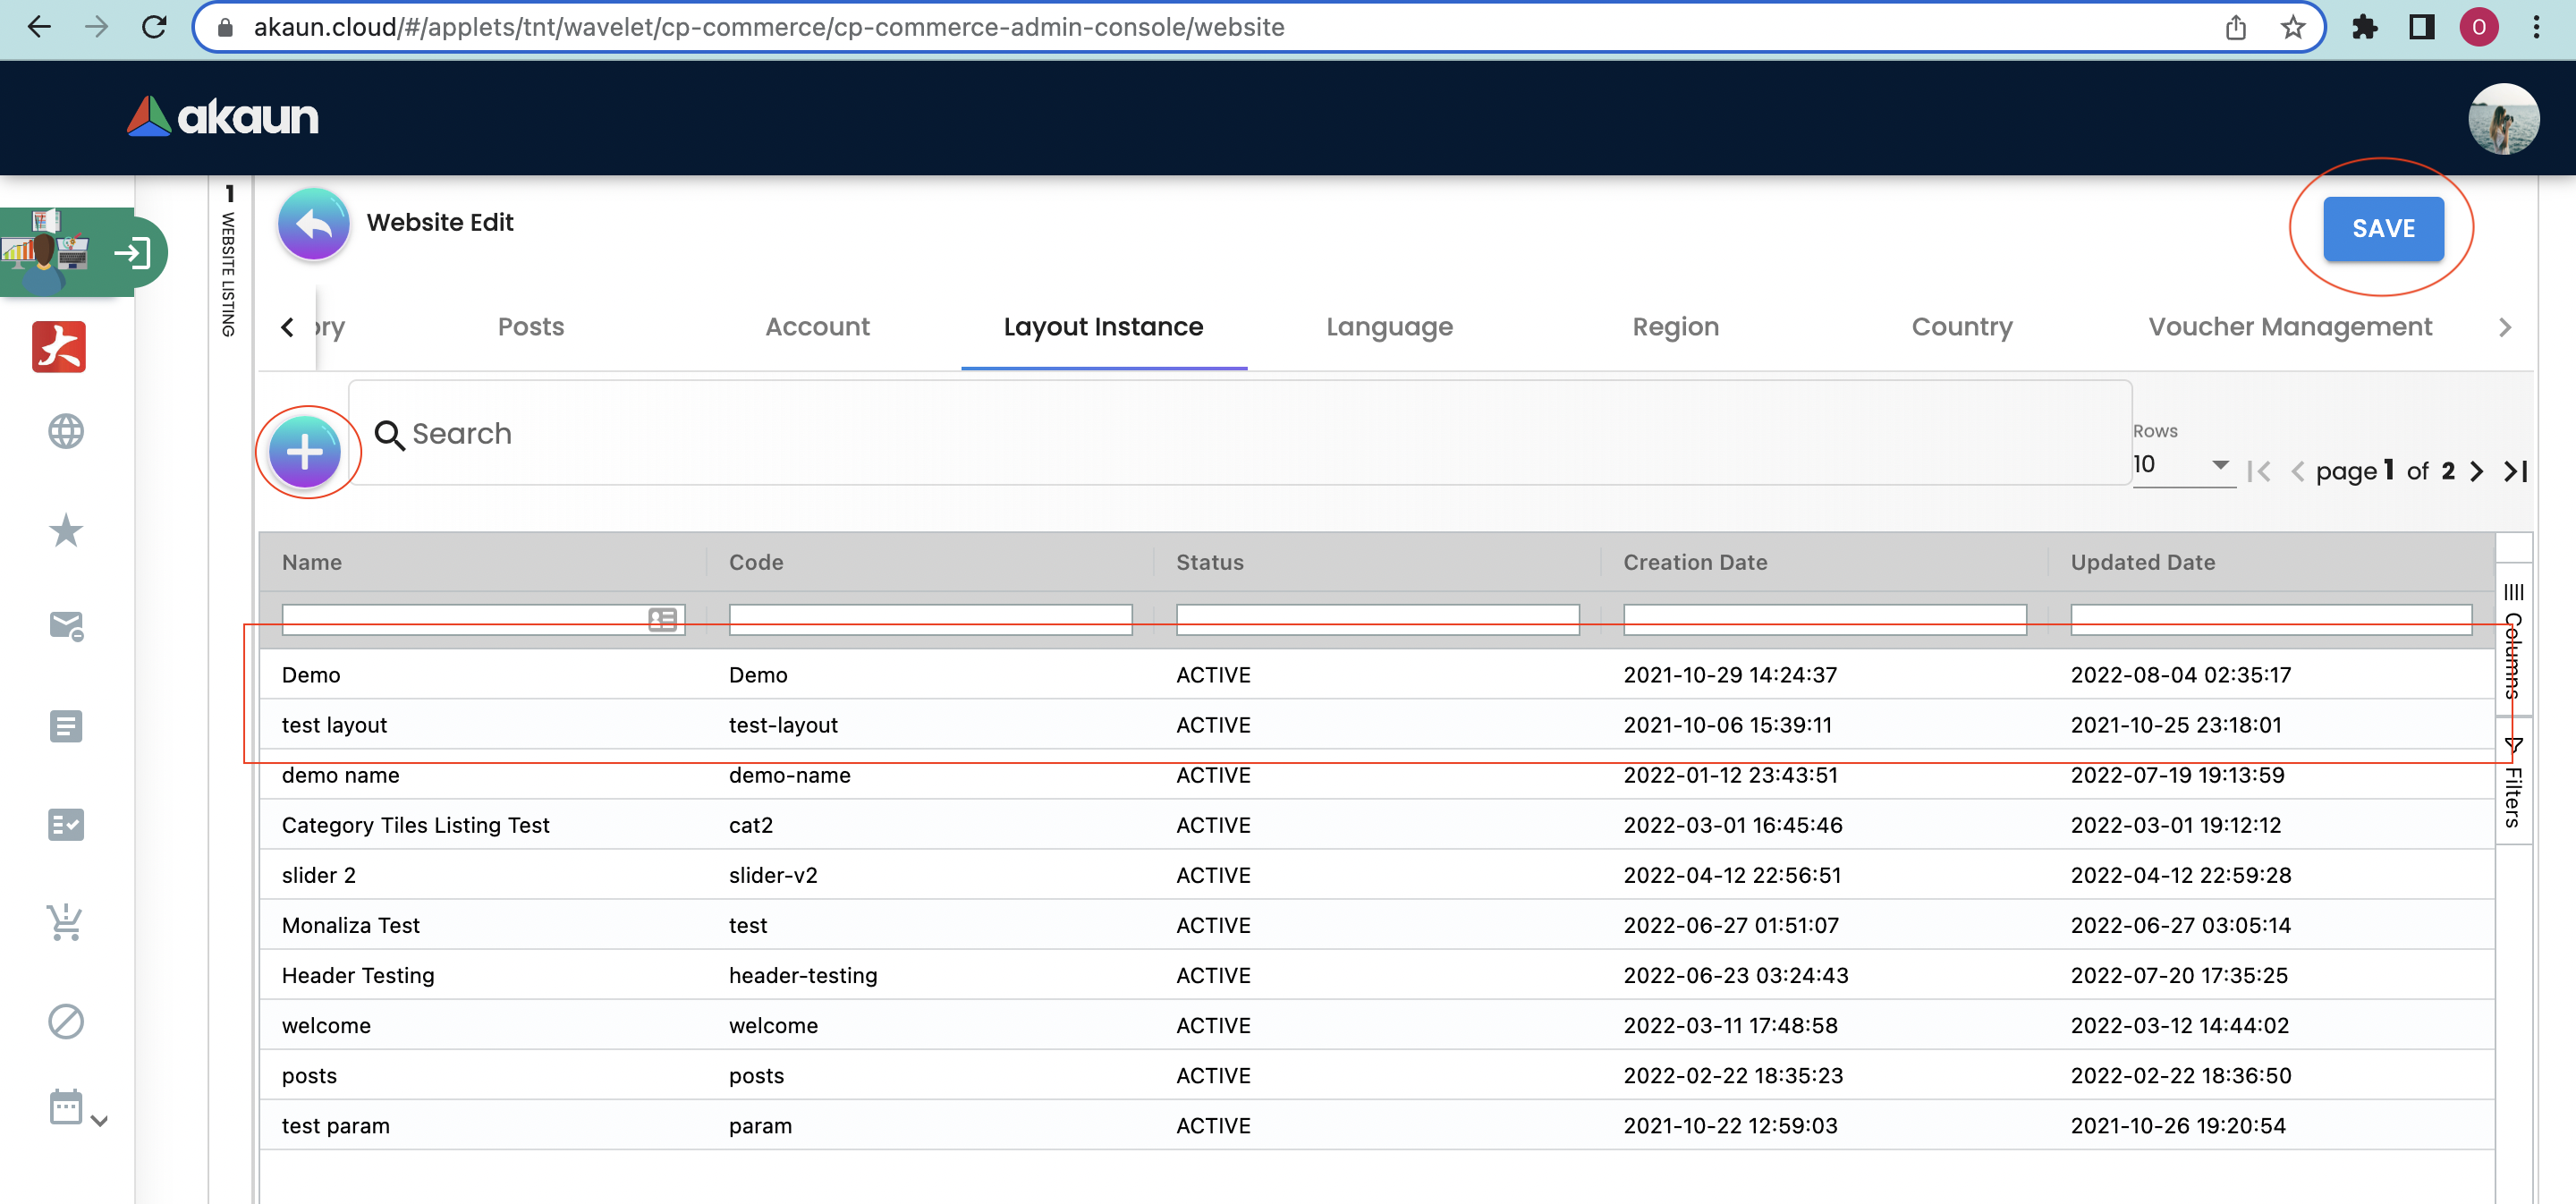 akaun.cloud/#/applets/tnt/wavelet/cp-commerce/cp-commerce-admin-console/website
O
akaun
1 WEBSITE LISTING
Website Edit
SAVE
ory Posts Account Layout Instance Language Region Country Voucher Management
Search
Rows
10
page 1 of 2
Name Code Status Creation Date Updated Date
Columns
Filters
Demo Demo ACTIVE 2021-10-29 14:24:37 2022-08-04 02:35:17
test layout test-layout ACTIVE 2021-10-06 15:39:11 2021-10-25 23:18:01
demo name demo-name ACTIVE 2022-01-12 23:43:51 2022-07-19 19:13:59
Category Tiles Listing Test cat2 ACTIVE 2022-03-01 16:45:46 2022-03-01 19:12:12
slider 2 slider-v2 ACTIVE 2022-04-12 22:56:51 2022-04-12 22:59:28
Monaliza Test test ACTIVE 2022-06-27 01:51:07 2022-06-27 03:05:14
Header Testing header-testing ACTIVE 2022-06-23 03:24:43 2022-07-20 17:35:25
welcome welcome ACTIVE 2022-03-11 17:48:58 2022-03-12 14:44:02
posts posts ACTIVE 2022-02-22 18:35:23 2022-02-22 18:36:50
test param param ACTIVE 2021-10-22 12:59:03 2021-10-26 19:20:54